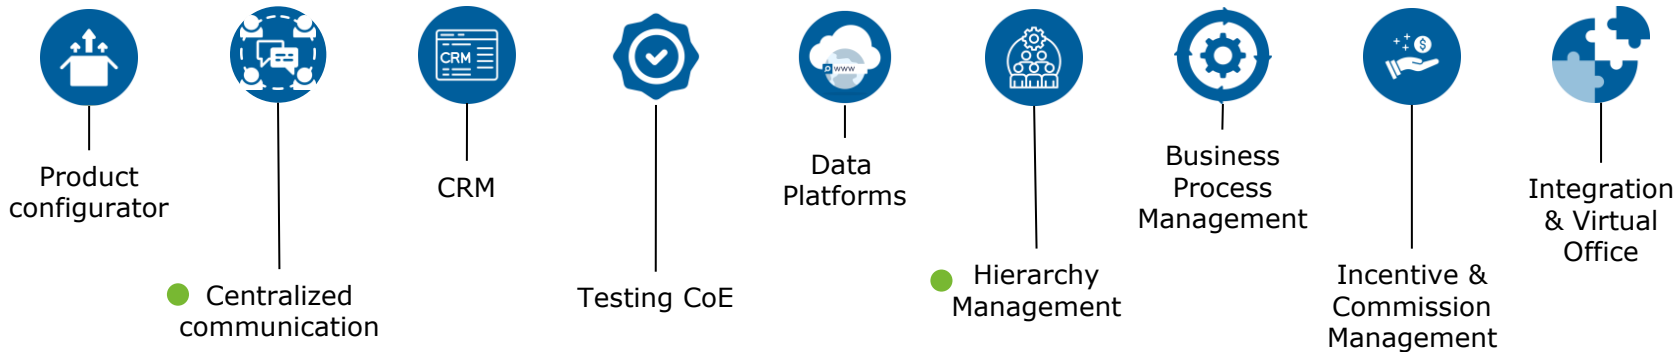 CRM
www
Product
configurator
Centralized
communication
CRM
Testing CoE
Data
Platforms
Hierarchy
Management
Business
Process
Management
Incentive &
Commission
Management
Integration
& Virtual
Office